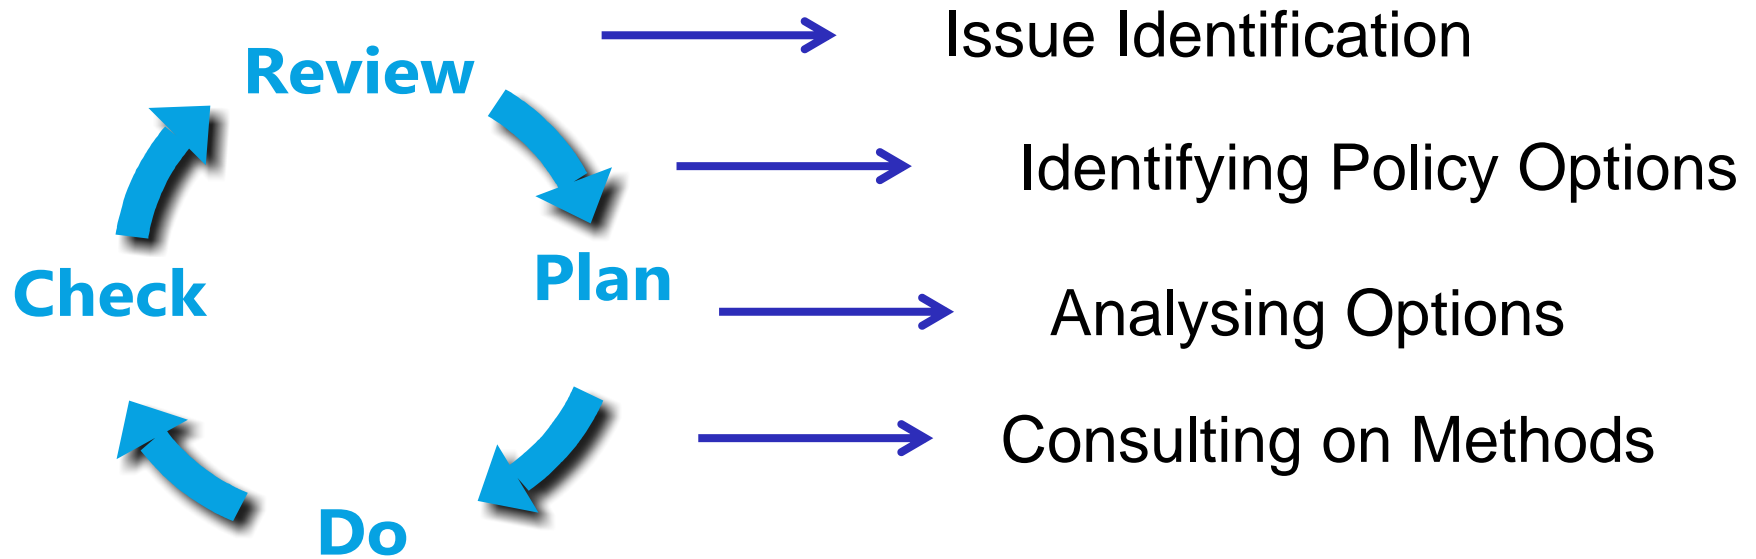 Review
Issue Identification
Identifying Policy Options
Plan
Check
Analysing Options
Consulting on Methods
Do